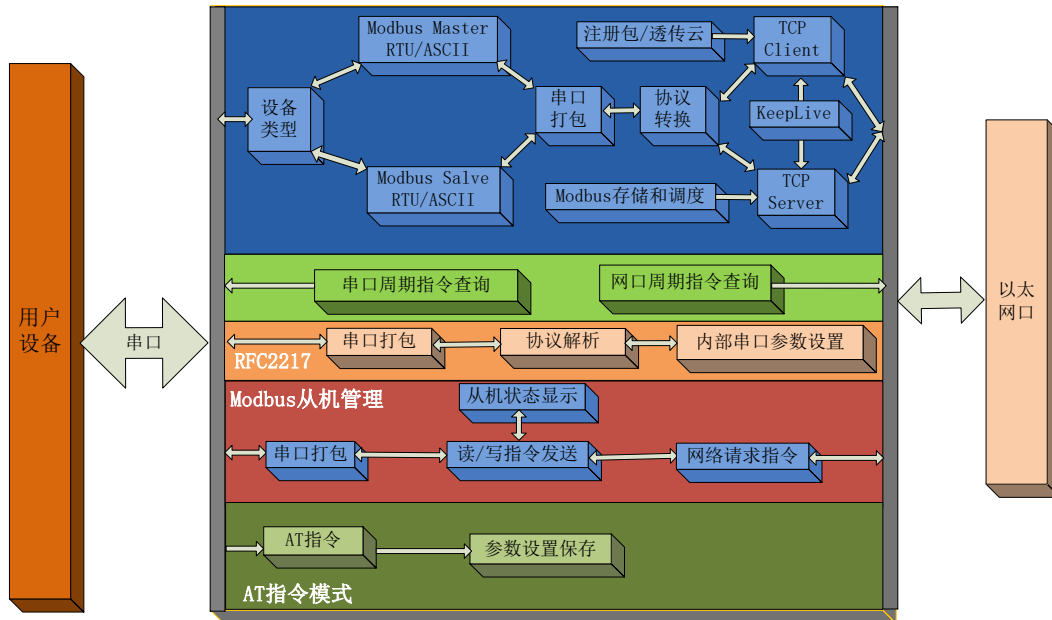 用户
设备
串口
设备
类型
Modbus Master
RTU/ASCII
Modbus Salve
RTU/ASCII
串口
打包
协议
转换
注册包/透传云
TCP
Client
KeepLive
TCP
Server
Modbus存储和调度
串口周期指令查询
网口周期指令查询
串口打包
协议解析
内部串口参数设置
RFC2217
Modbus从机管理
从机状态显示
串口打包
读/写指令发送
网络请求指令
AT指令
参数设置保存
AT指令模式
以太
网口